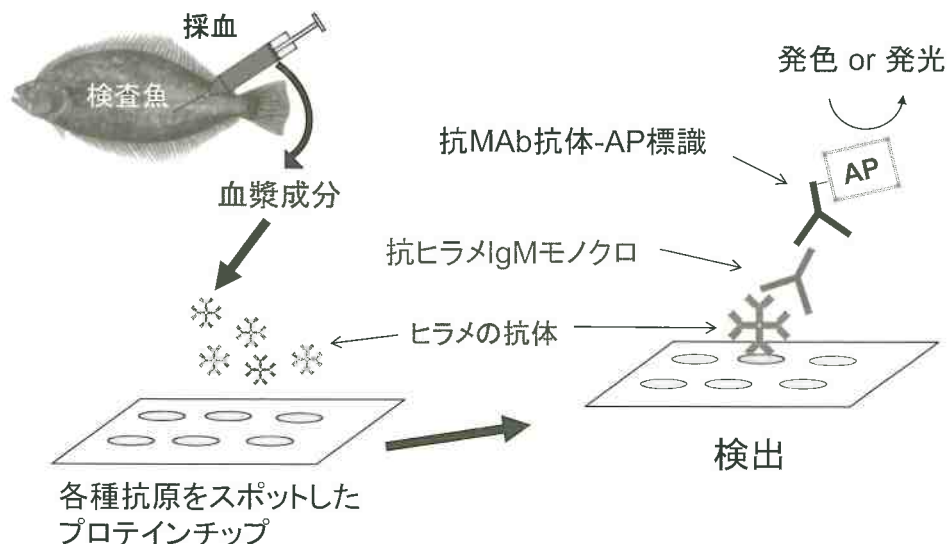 採血
検査魚
血漿成分
発色 or 発光
抗MAb抗体-AP標識
AP
抗ヒラメIgMモノクロ
ヒラメの抗体
検出
各種抗原をスポットした
プロテインチップ